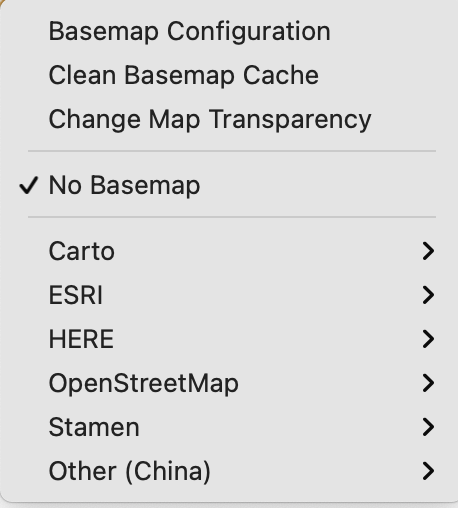 Basemap Configuration
Clean Basemap Cache
Change Map Transparency
No Basemap
Carto
ESRI
HERE
OpenStreetMap
Stamen
Other (China)